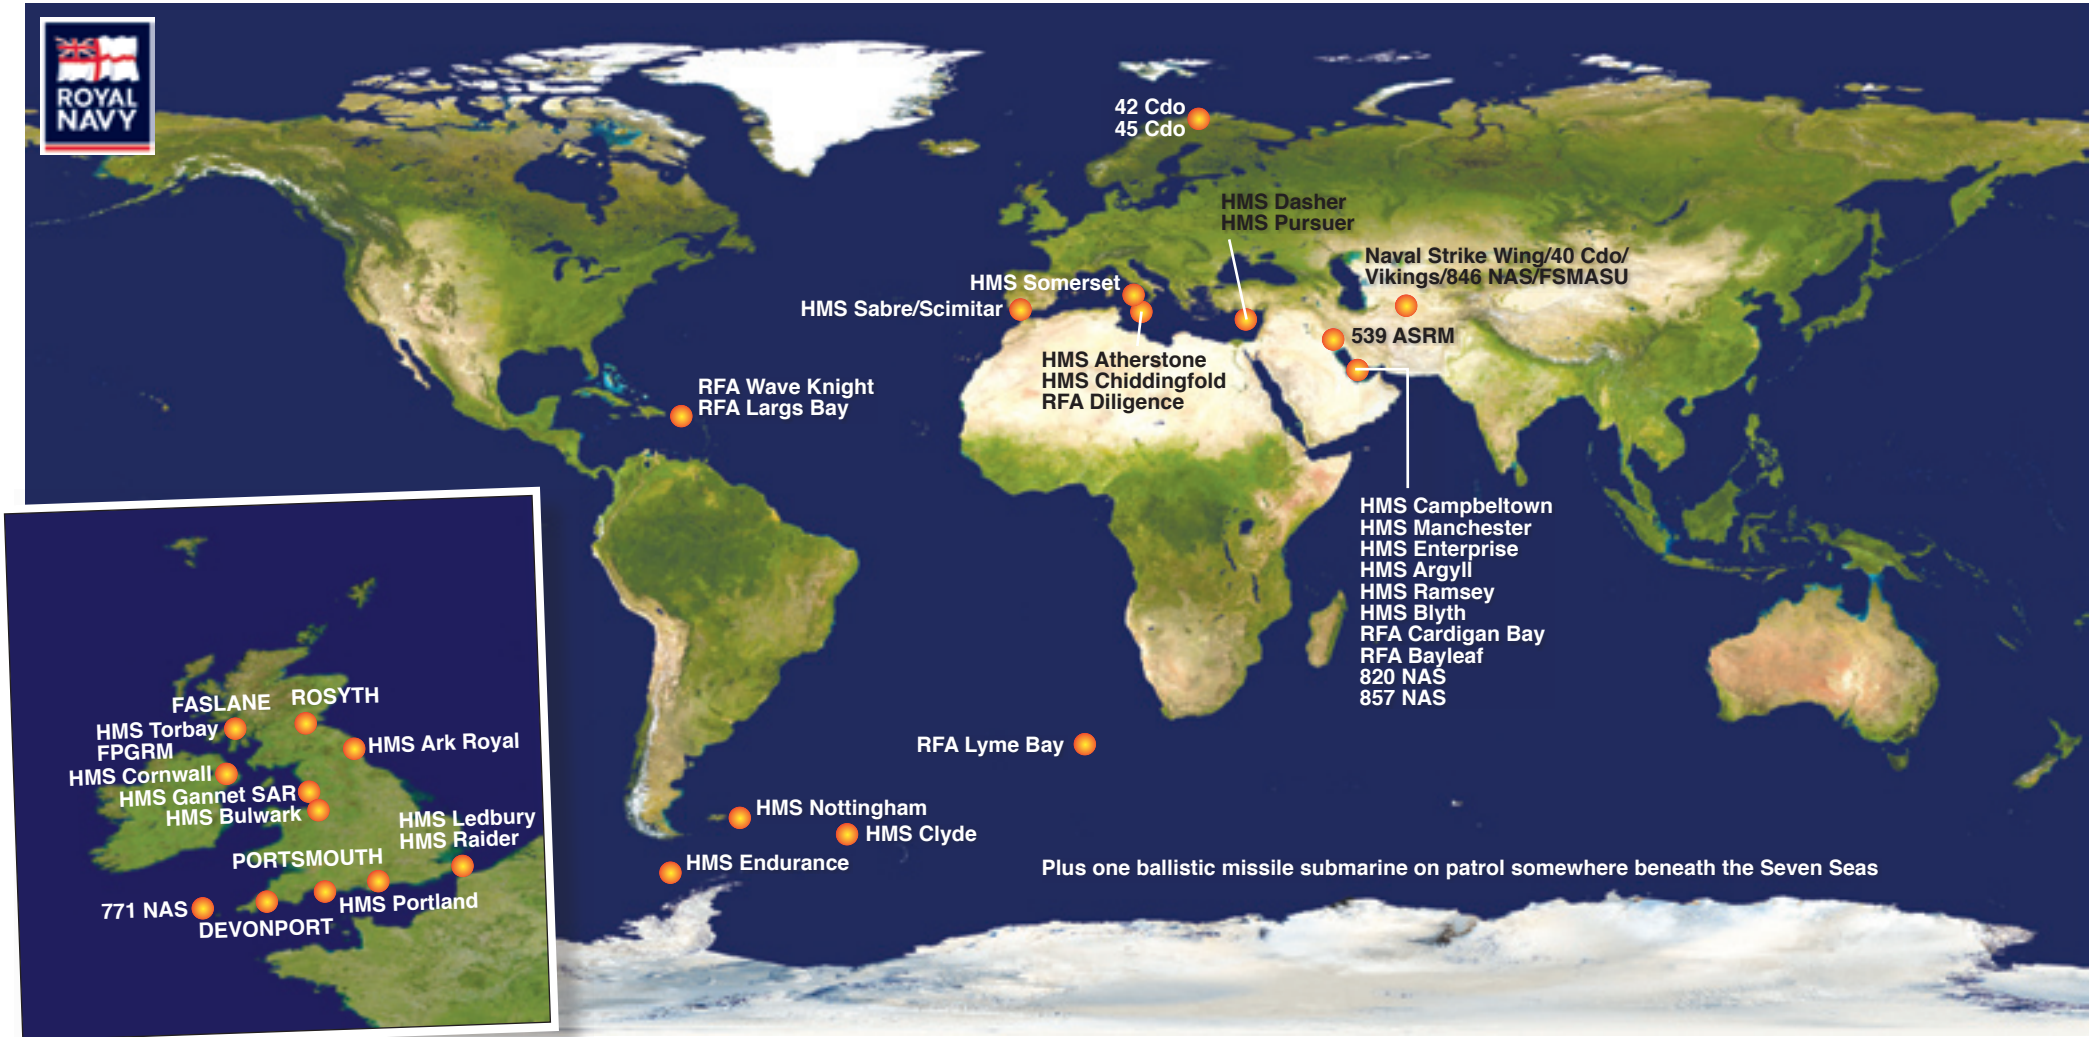 ROYAL
NAVY
42 Cdo
45 Cdo
HMS Dasher
HMS Pursuer
Naval Strike Wing/40 Cdo/
Vikings/846 NAS/FSMASU
HMS Somerset
HMS Sabre/Scimitar
539 ASRM
HMS Atherstone
HMS Chiddingfold
RFA Diligence
RFA Wave Knight
RFA Largs Bay
HMS Campbeltown
HMS Manchester
HMS Enterprise
HMS Argyll
HMS Ramsey
HMS Blyth
RFA Cardigan Bay
RFA Bayleaf
820 NAS
857 NAS
RFA Lyme Bay
HMS Nottingham
HMS Clyde
HMS Endurance
Plus one ballistic missile submarine on patrol somewhere beneath the Seven Seas
FASLANE
ROSYTH
HMS Torbay
FPGRM
HMS Ark Royal
HMS Cornwall
HMS Gannet SAR
HMS Bulwark
HMS Ledbury
HMS Raider
PORTSMOUTH
HMS Portland
771 NAS
DEVONPORT